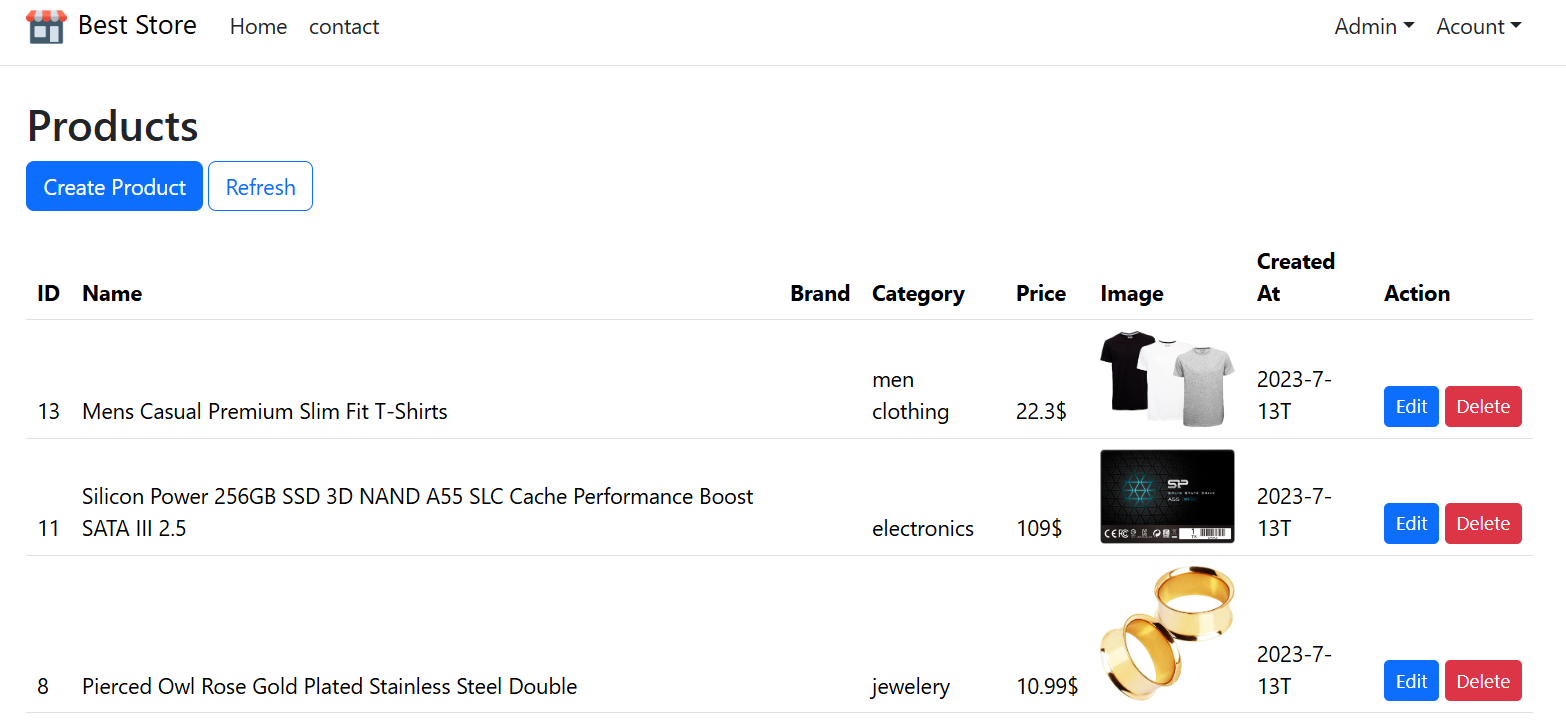 Best Store Home contact Admin Acount
Products
Create Product Refresh
ID Name Brand Category Price Image Created At Action
13 Mens Casual Premium Slim Fit T-Shirts men clothing 22.3$ 2023-7-13T Edit Delete
11 Silicon Power 256GB SSD 3D NAND A55 SLC Cache Performance Boost
SATA III 2.5 electronics 109$ SP SOLID STATE DRIVE A55 2023-7-13T Edit Delete
8 Pierced Owl Rose Gold Plated Stainless Steel Double jewelery 10.99$ 2023-7-13T Edit Delete